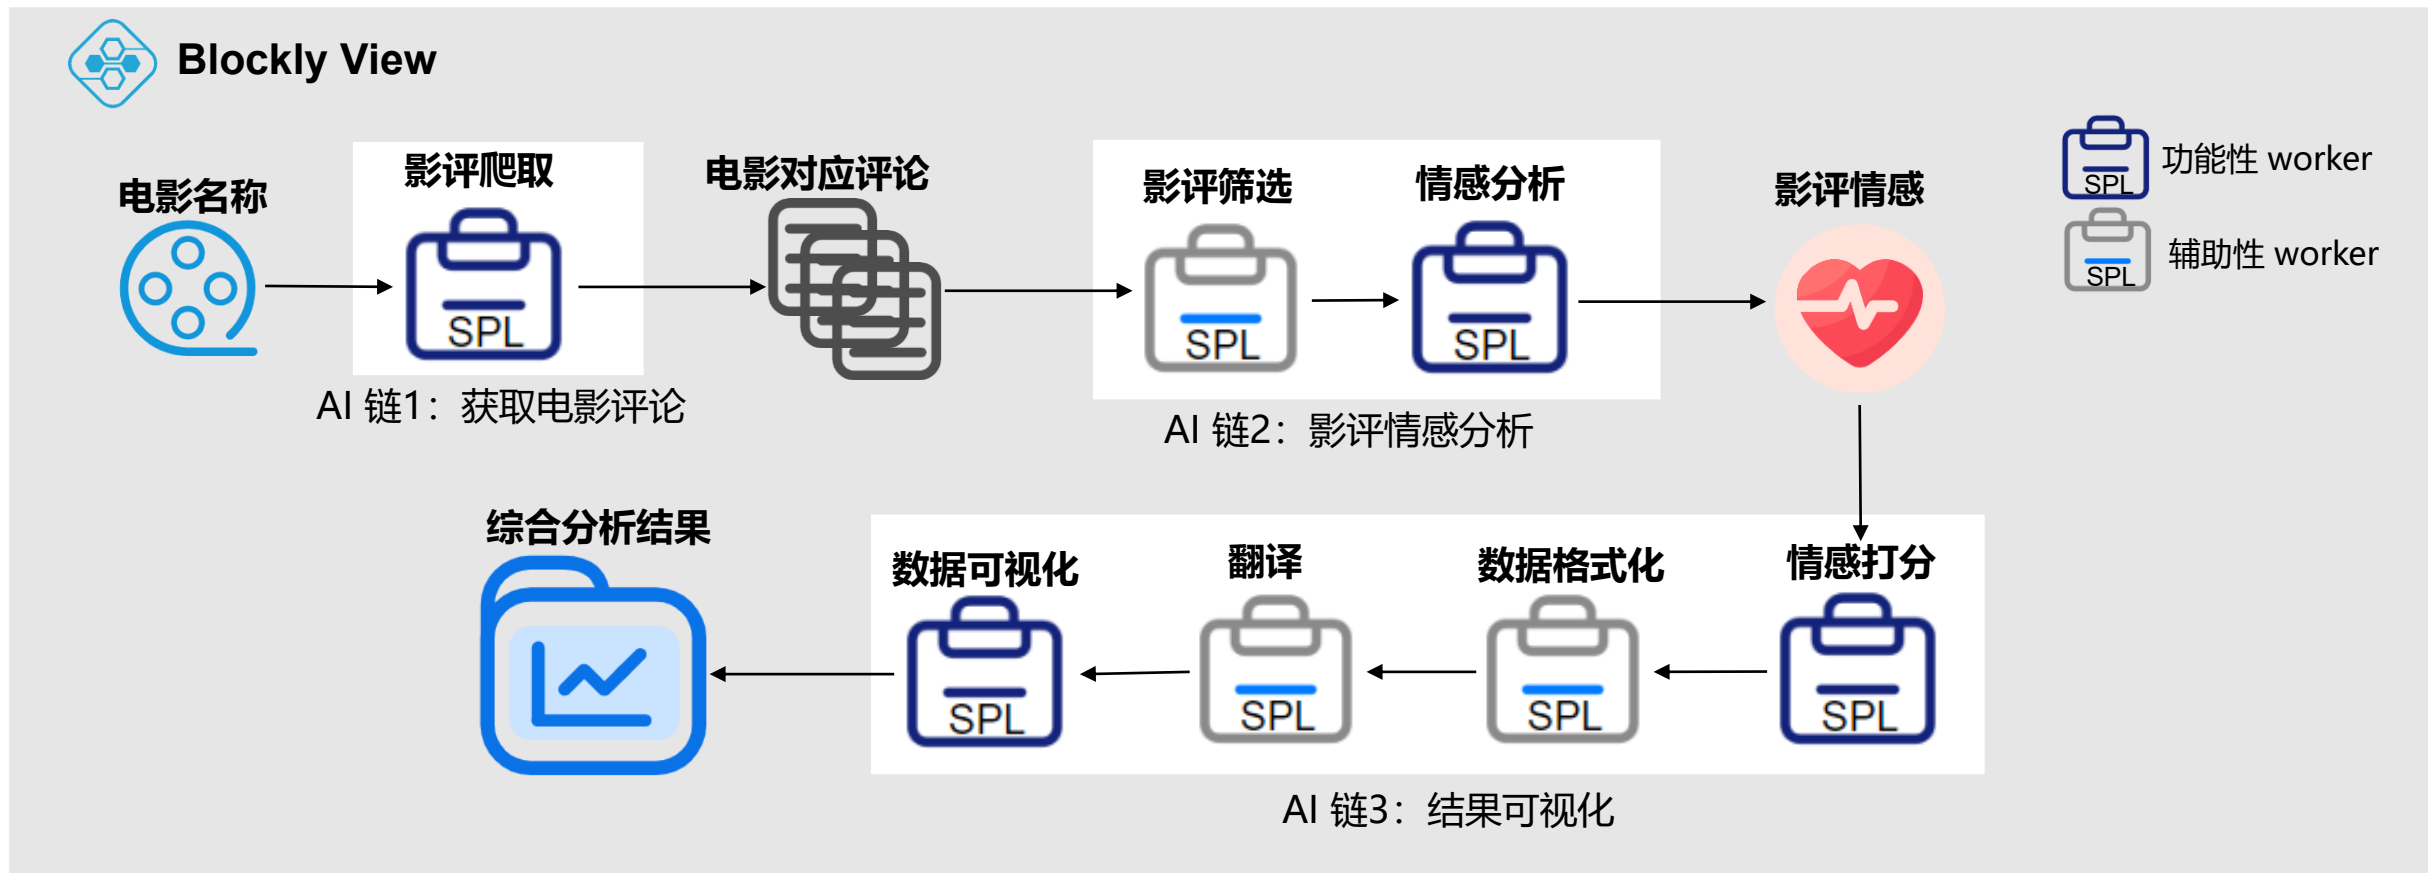 Blockly View
电影名称
影评爬取
SPL
AI 链1：获取电影评论
电影对应评论
影评筛选
SPL
情感分析
SPL
AI 链2：影评情感分析
影评情感
SPL
功能性 worker
SPL
辅助性 worker
情感打分
SPL
数据格式化
SPL
翻译
SPL
数据可视化
SPL
AI 链3：结果可视化
综合分析结果